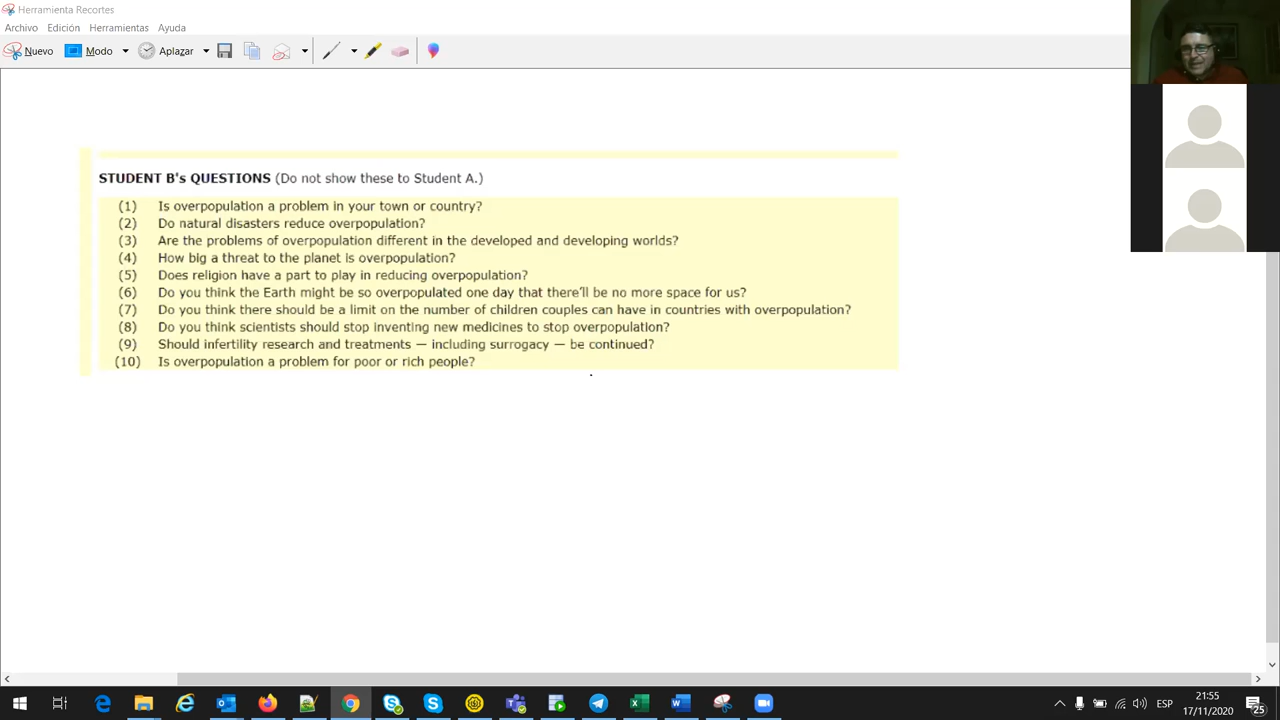 Herramienta Recortes
Archivo Edición Herramientas Ayuda
Nuevo Modo Aplazar
STUDENT B's QUESTIONS (Do not show these to Student A.)
(1) Is overpopulation a problem in your town or country?
(2) Do natural disasters reduce overpopulation?
(3) Are the problems of overpopulation different in the developed and developing worlds?
(4) How big a threat to the planet is overpopulation?
(5) Does religion have a part to play in reducing overpopulation?
(6) Do you think the Earth might be so overpopulated one day that there'll be no more space for us?
(7) Do you think there should be a limit on the number of children couples can have in countries with overpopulation?
(8) Do you think scientists should stop inventing new medicines to stop overpopulation?
(9) Should infertility research and treatments — including surrogacy — be continued?
(10) Is overpopulation a problem for poor or rich people?
21:55
ESP
17/11/2020
25